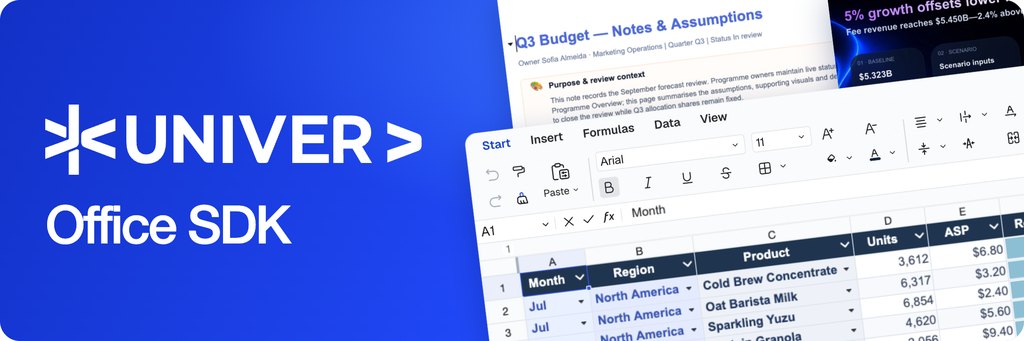 UNIVER
Office SDK
Q3 Budget — Notes & Assumptions
Owner Sofia Almeida · Marketing Operations | Quarter Q3 | Status In review
Purpose & review context
This note records the September forecast review. Programme owners maintain live
Programme Overview; this page summarises the assumptions, supporting visuals and
to close the review while Q3 allocation shares remain fixed.
5% growth offsets lower
Fee revenue reaches $5.450B—2.4% above
01 · BASELINE
$5.323B
02 · SCENARIO
Scenario inputs
Start Insert Formulas Data View
Paste
Arial
11
B I U S
A1
fx Month
A B C D E
1
1 Month Region Product Units ASP
2 Jul North America Cold Brew Concentrate 3,612 $6.80
3 Jul North America Oat Barista Milk 6,317 $3.20
North America Sparkling Yuzu 6,854 $2.40
Granola 4,620 $5.60
$9.40